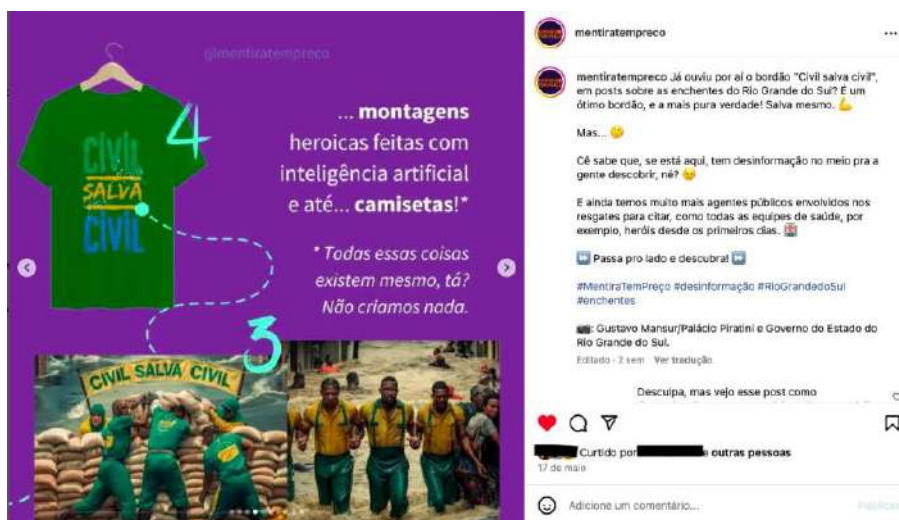 @mentiratempreco
4
civil
SALVA
CIVIL
... montagens
heroicas feitas com
inteligência artificial
e até... camisetas!*
* Todas essas coisas
existem mesmo, tá?
Não criamos nada.
3
CIVIL SALVA CIVIL
mentiratempreco
mentiratempreco Já ouviu por aí o bordão "Civil salva civil",
em posts sobre as enchentes do Rio Grande do Sul? É um
ótimo bordão, e a mais pura verdade! Salva mesmo. 💪
Mas... 🤔
Cê sabe que, se está aqui, tem desinformação no meio pra a
gente descobrir, né? 😉
E ainda temos muito mais agentes públicos envolvidos nos
resgates para citar, como todas as equipes de saúde, por
exemplo, heróis desde os primeiros dias. 🏥
➡️ Passa pro lado e descubra! ➡️
#MentiraTemPreço #desinformação #RioGrandedoSul
#enchentes
📷: Gustavo Mansur/Palácio Piratini e Governo do Estado do
Rio Grande do Sul.
Editado · 2 sem Ver tradução
Desculpa, mas vejo esse post como
Curtido por
e outras pessoas
17 de maio
Adicione um comentário...
Publicar